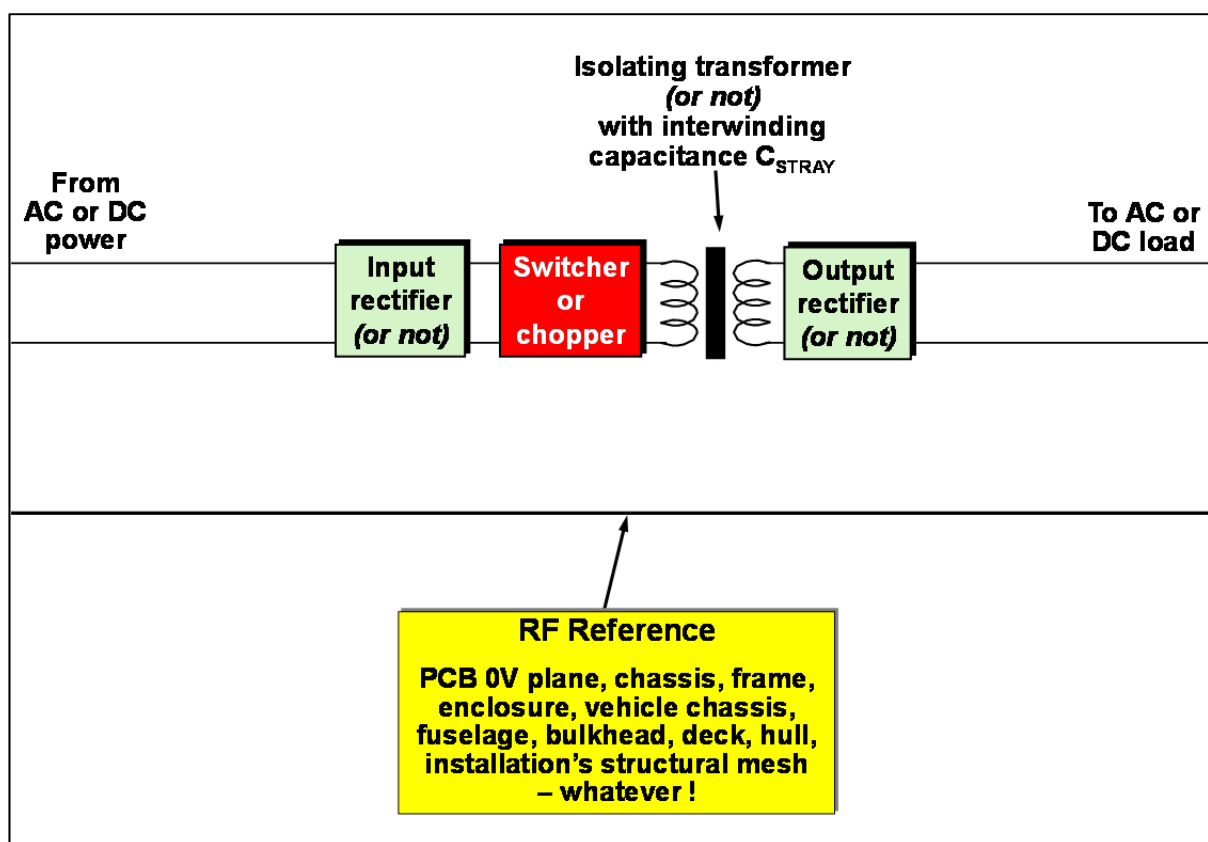 Isolating transformer
(or not)
with interwinding
capacitance CSTRAY
From
AC or DC
power
To AC or
DC load
Input
rectifier
(or not)
Switcher
or
chopper
Output
rectifier
(or not)
RF Reference
PCB 0V plane, chassis, frame,
enclosure, vehicle chassis,
fuselage, bulkhead, deck, hull,
installation’s structural mesh
– whatever !